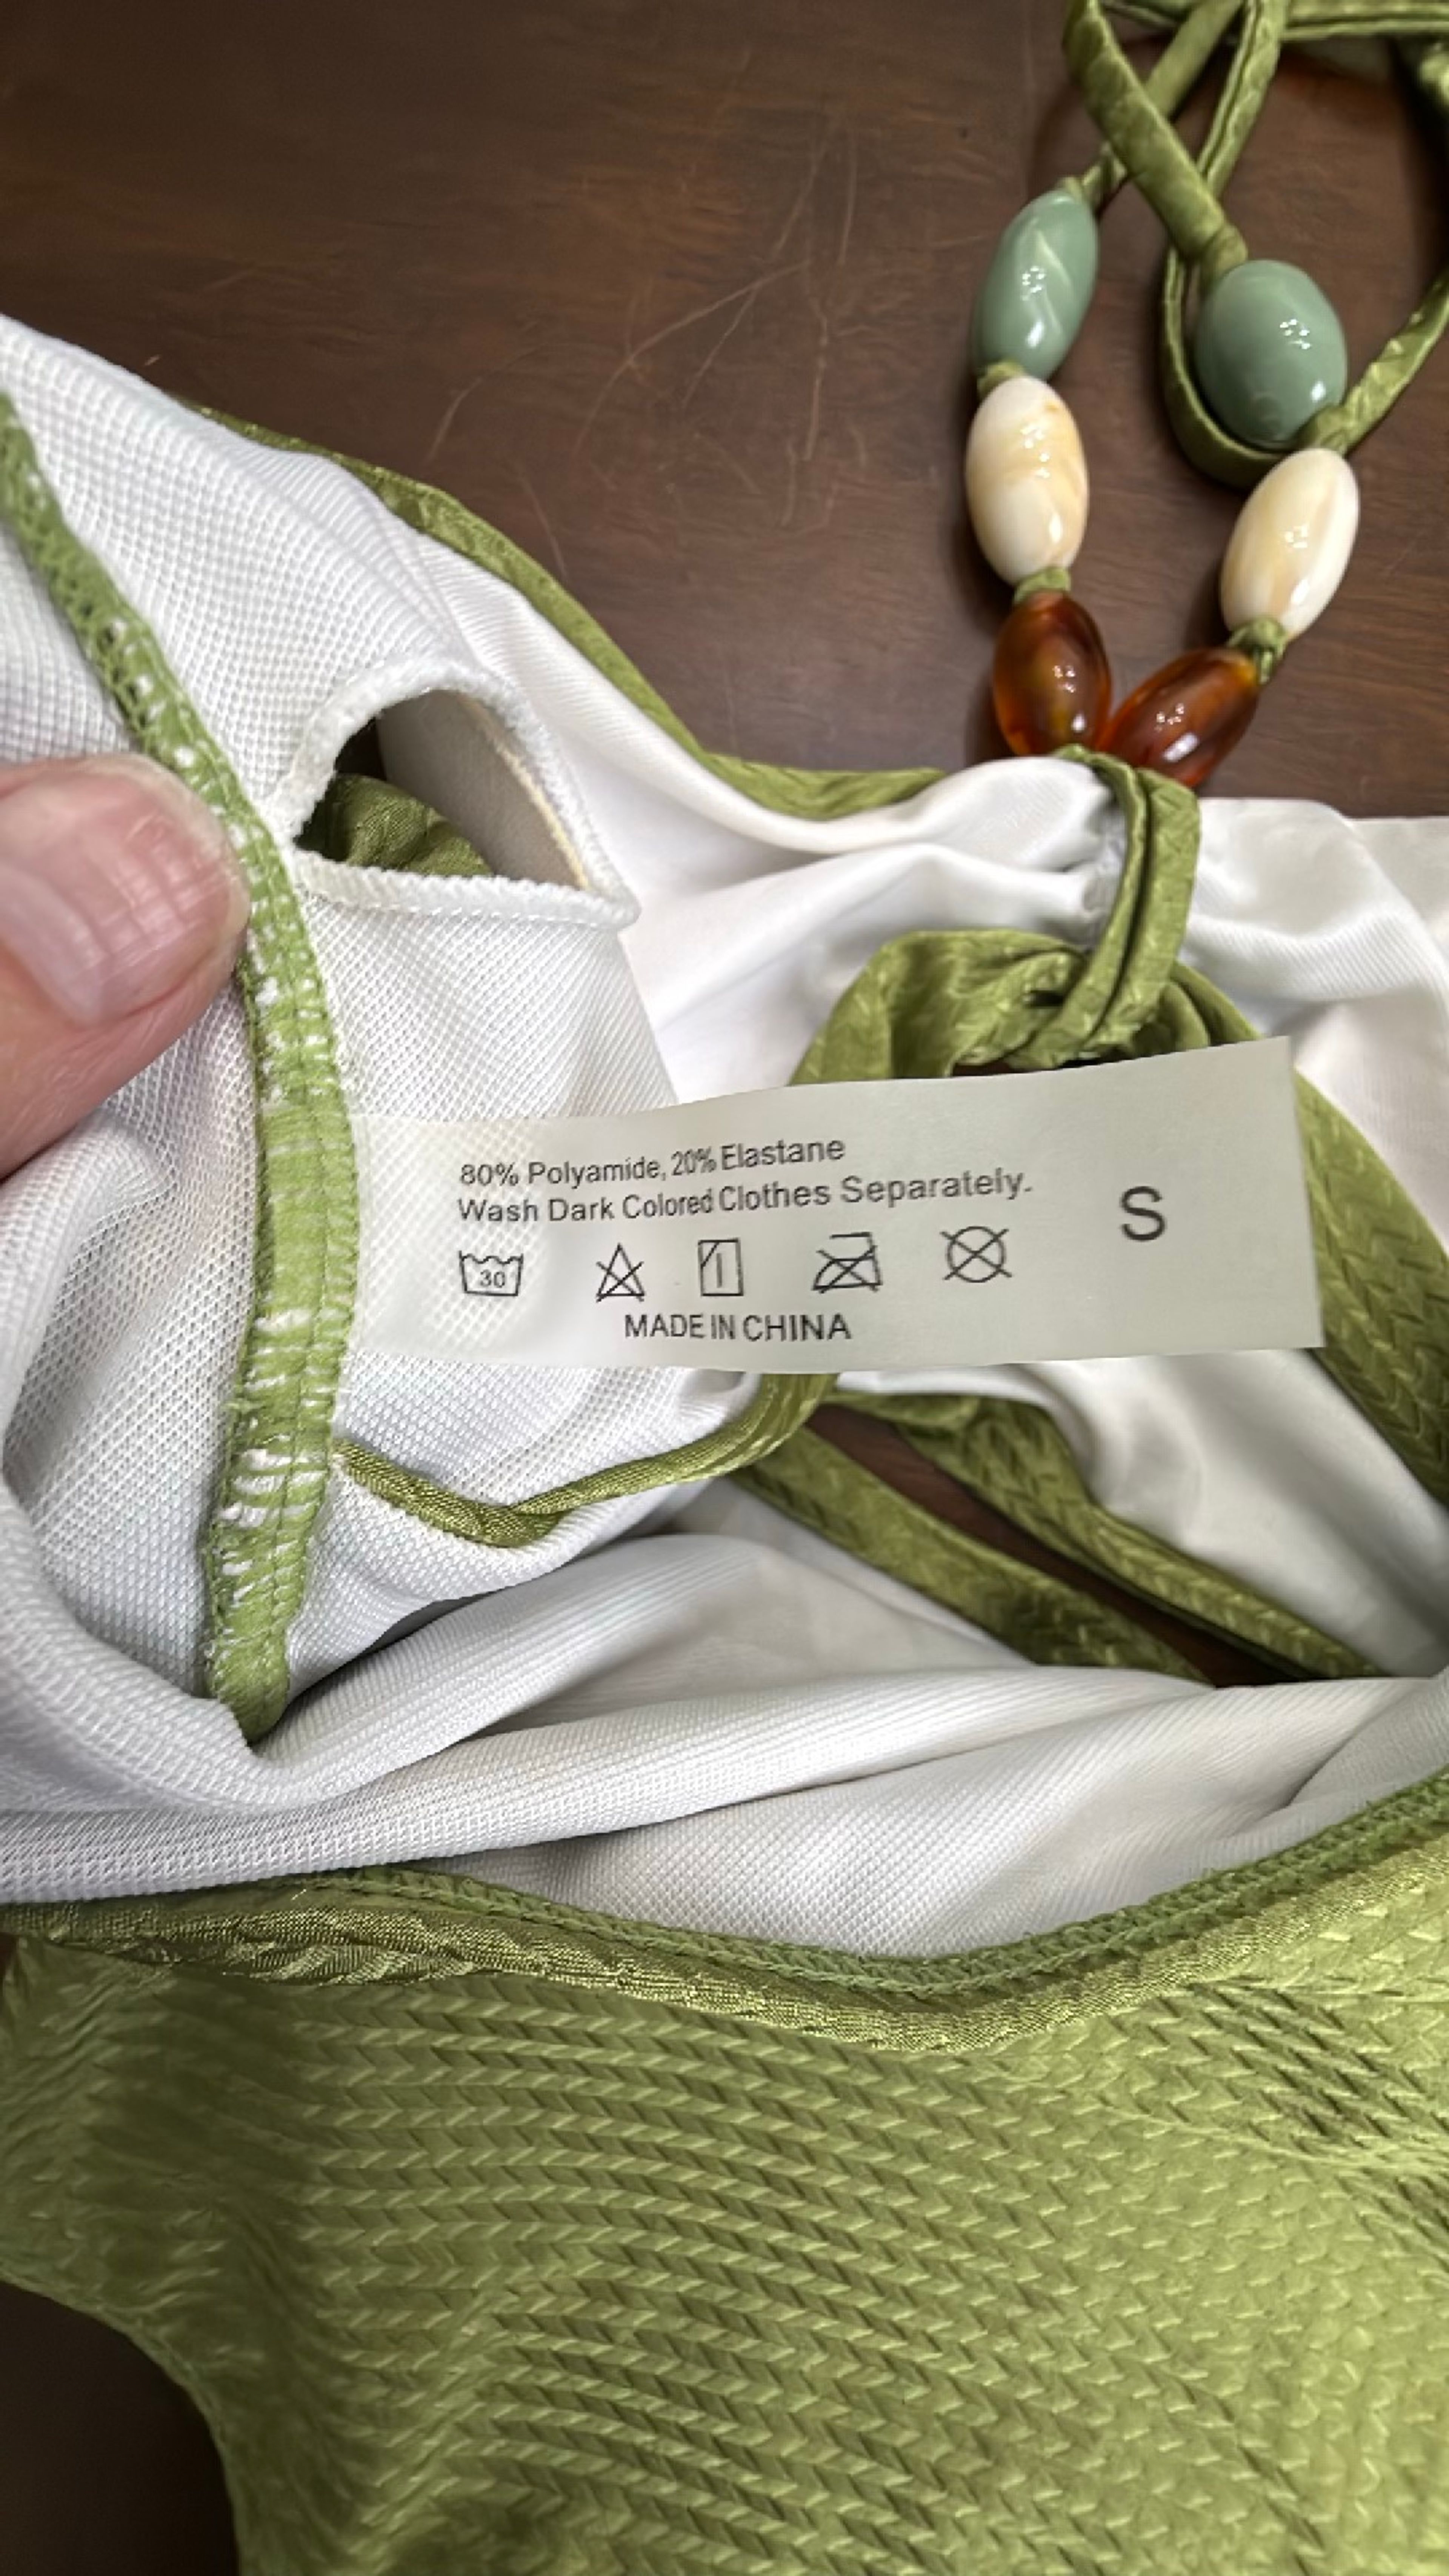 80% Polyamide, 20% Elastane
Wash Dark Colored Clothes Separately.
S
30
MADE IN CHINA